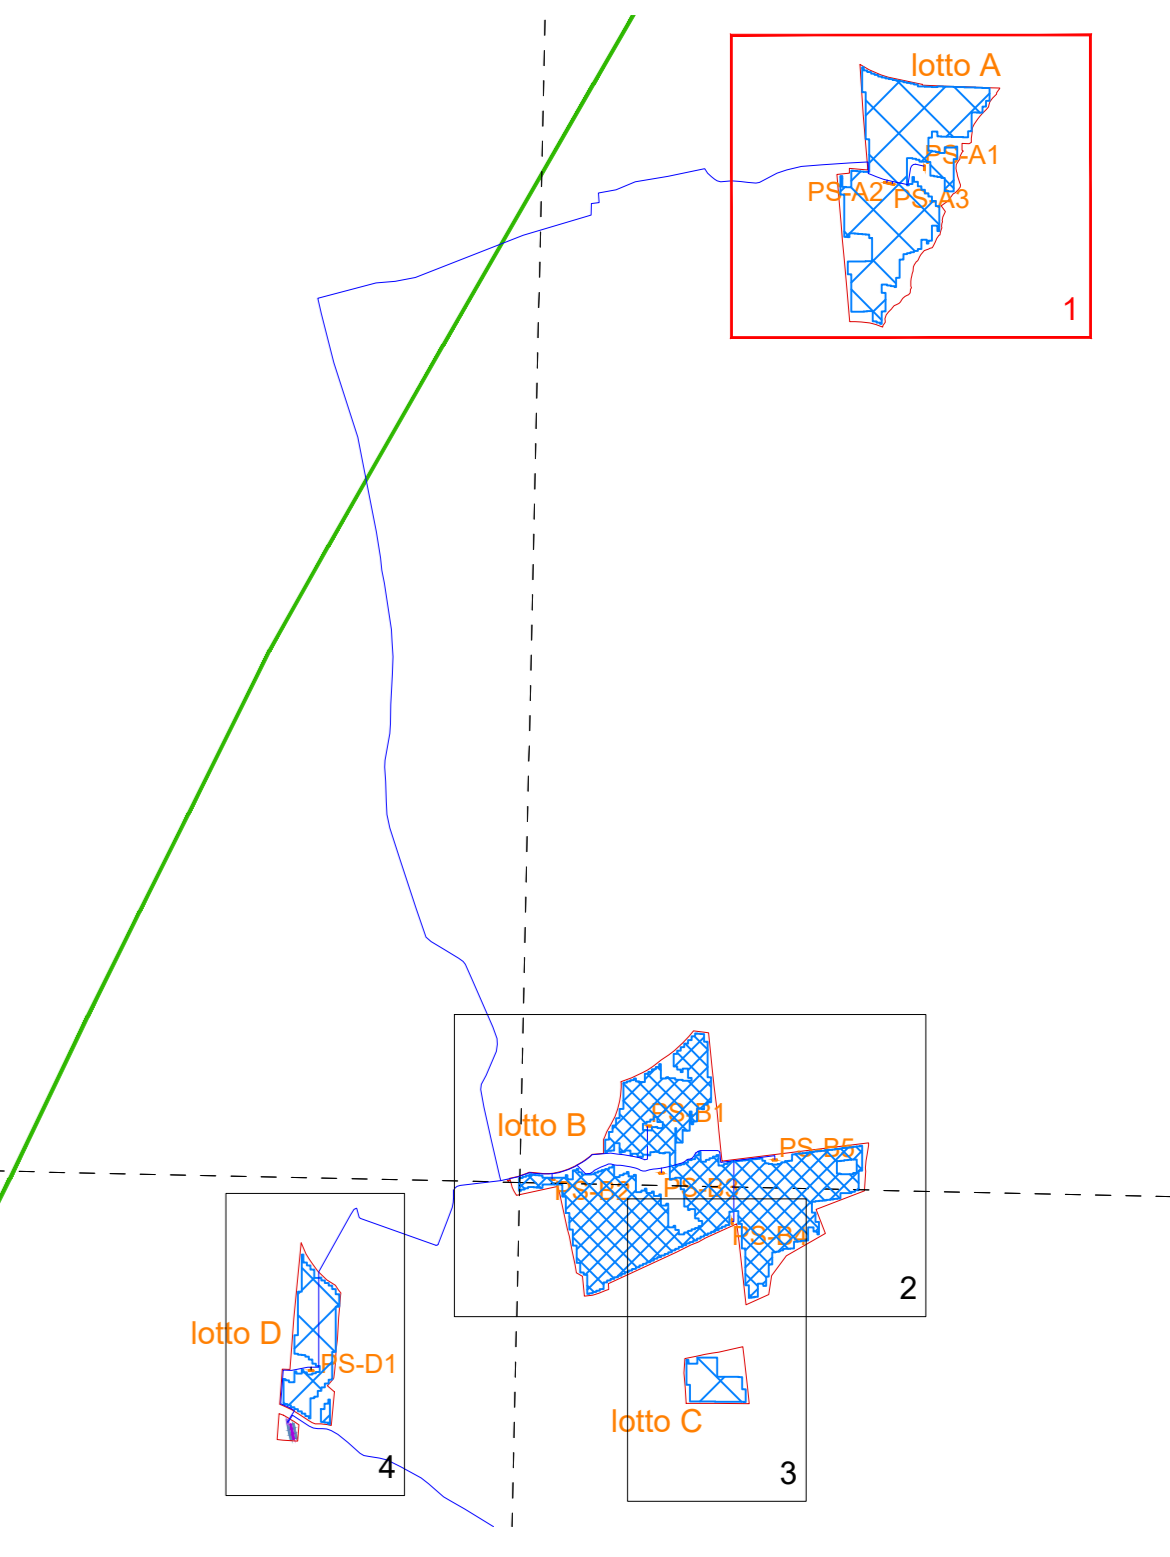 lotto A
PS-A1
PS-A2
PS-A3
1
PS-B1
lotto B
PS-B5
PS-B2
PS-B3
PS-B4
2
lotto D
PS-D1
lotto C
4
3